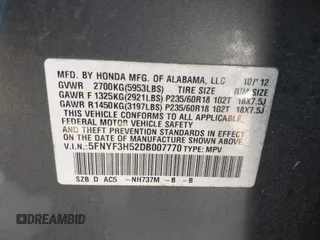 MFD. BY HONDA MFG. OF ALABAMA, LLC 10/'12
GVWR 2700KG(5953LBS) TIRE SIZE RIM SIZE
GAWR F 1325KG(2921LBS) P235/60R18 102T 18X7.5J
GAWR R1450KG(3197LBS) P235/60R18 102T 18X7.5J
THIS VEHICLE CONFORMS TO ALL APPLICABLE
FEDERAL MOTOR VEHICLE SAFETY AND
THEFT PREVENTION STANDARDS IN EFFECT
ON THE DATE OF MANUFACTURE SHOWN ABOVE.
V.I.N.: 5FNYF3H52DB007770 TYPE: MPV
SZB D AC5 -NH737M -B -B
DREAMBID